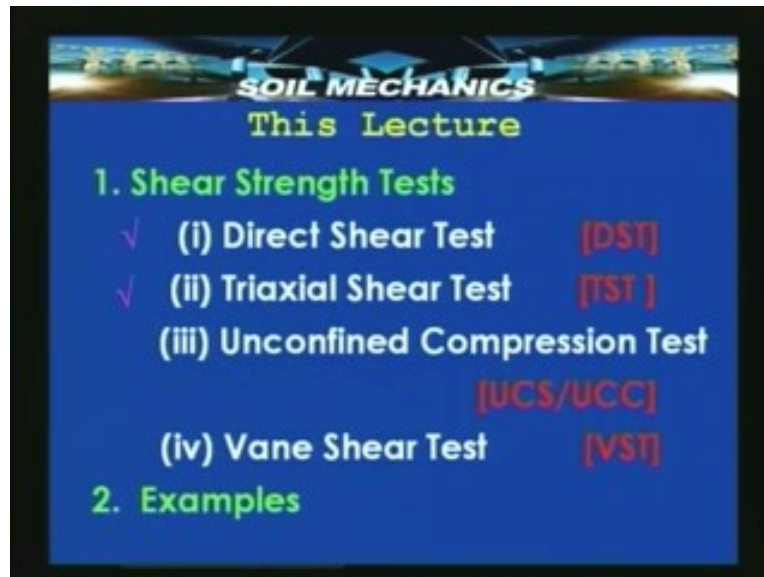 SOIL MECHANICS
This Lecture
1. Shear Strength Tests
√ (i) Direct Shear Test [DST]
√ (ii) Triaxial Shear Test [TST ]
(iii) Unconfined Compression Test
[UCS/UCC]
(iv) Vane Shear Test [VST]
2. Examples